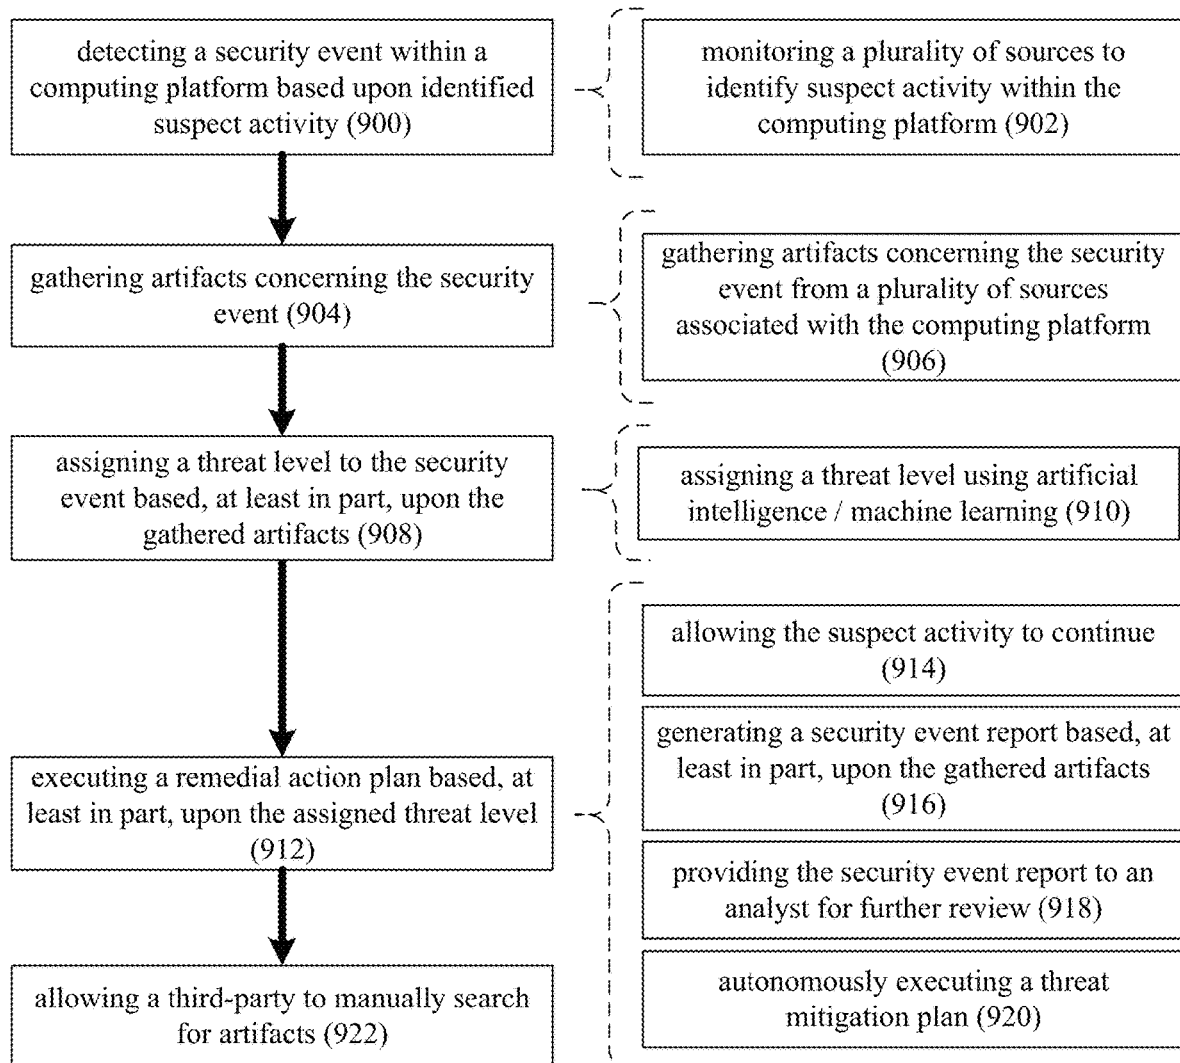 detecting a security event within a
computing platform based upon identified
suspect activity (900)
monitoring a plurality of sources to
identify suspect activity within the
computing platform (902)
gathering artifacts concerning the security
event (904)
gathering artifacts concerning the security
event from a plurality of sources
associated with the computing platform
(906)
assigning a threat level to the security
event based, at least in part, upon the
gathered artifacts (908)
assigning a threat level using artificial
intelligence / machine learning (910)
executing a remedial action plan based, at
least in part, upon the assigned threat level
(912)
allowing the suspect activity to continue
(914)
generating a security event report based, at
least in part, upon the gathered artifacts
(916)
providing the security event report to an
analyst for further review (918)
autonomously executing a threat
mitigation plan (920)
allowing a third-party to manually search
for artifacts (922)